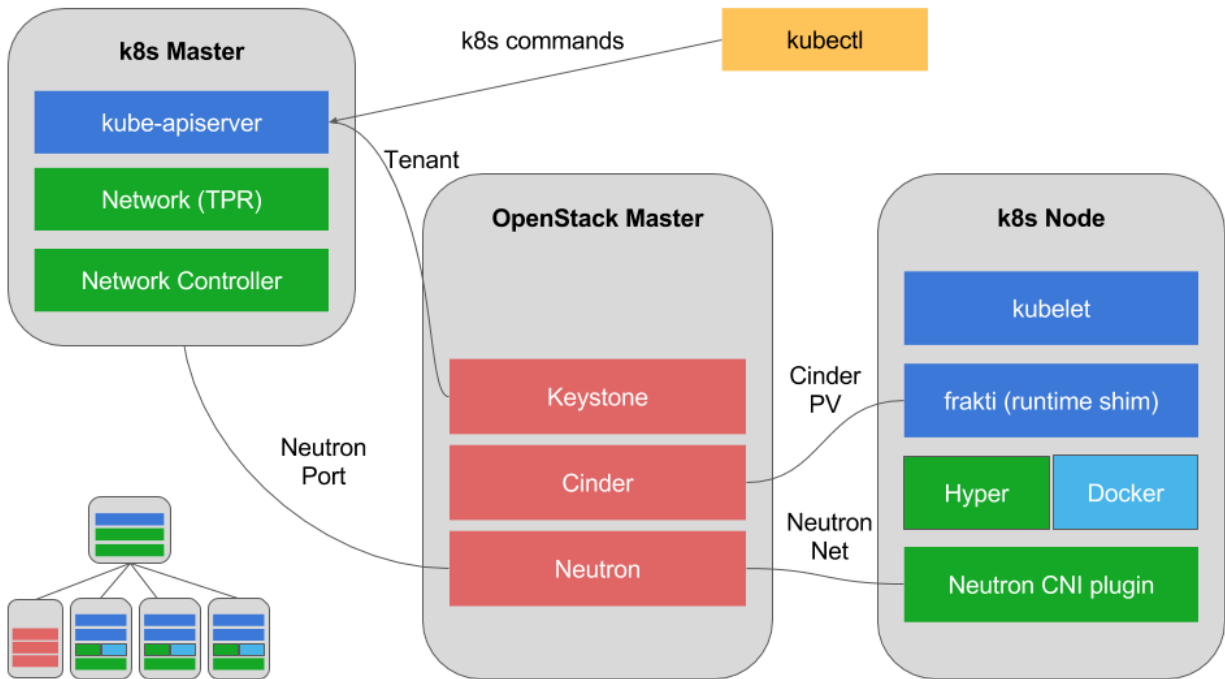 k8s Master
kube-apiserver
Network (TPR)
Network Controller
k8s commands
kubectl
Tenant
OpenStack Master
Keystone
Cinder
Neutron
Neutron
Port
Cinder
PV
Neutron
Net
k8s Node
kubelet
frakti (runtime shim)
Hyper
Docker
Neutron CNI plugin